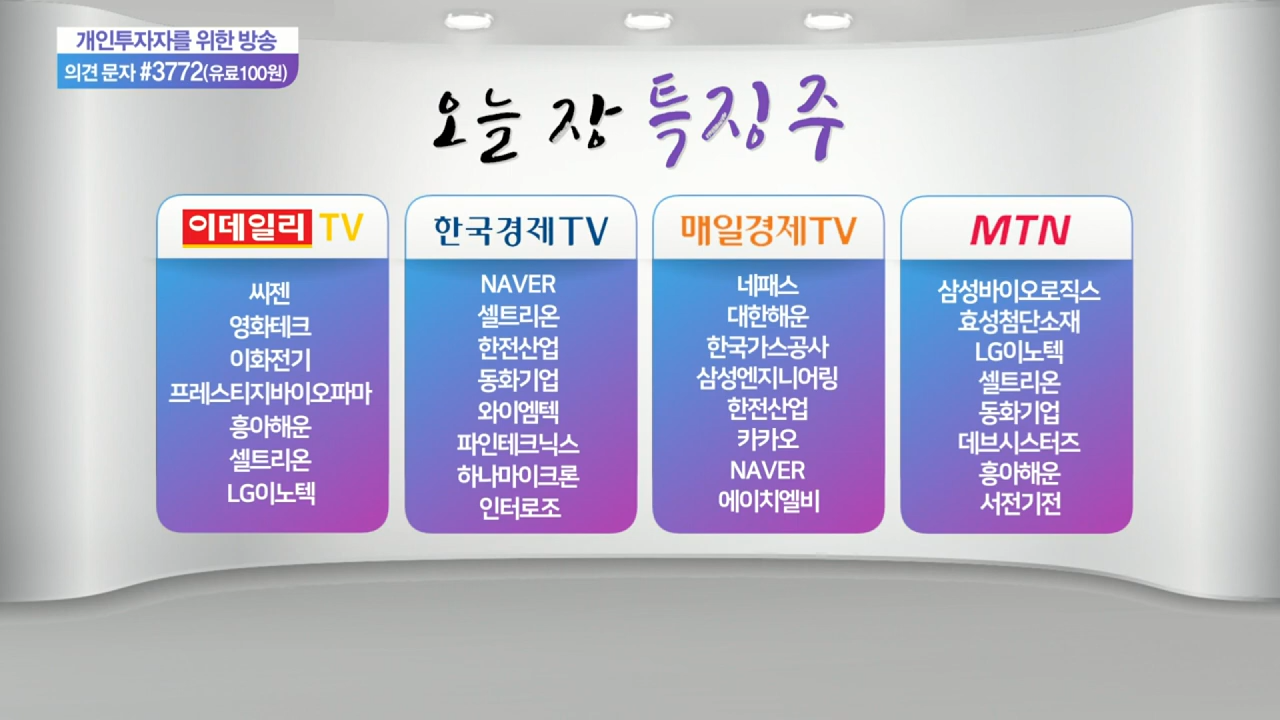 개인투자자를 위한 방송
의견 문자 #3772(유료100원)
오늘 장 특징주
이데일리 TV
씨젠
영화테크
이화전기
프레스티지바이오파마
흥아해운
셀트리온
LG이노텍
한국경제TV
NAVER
셀트리온
한전산업
동화기업
와이엠텍
파인테크닉스
하나마이크론
인터로조
매일경제TV
네패스
대한해운
한국가스공사
삼성엔지니어링
한전산업
카카오
NAVER
에이치엘비
MTN
삼성바이오로직스
효성첨단소재
LG이노텍
셀트리온
동화기업
데브시스터즈
흥아해운
서전기전